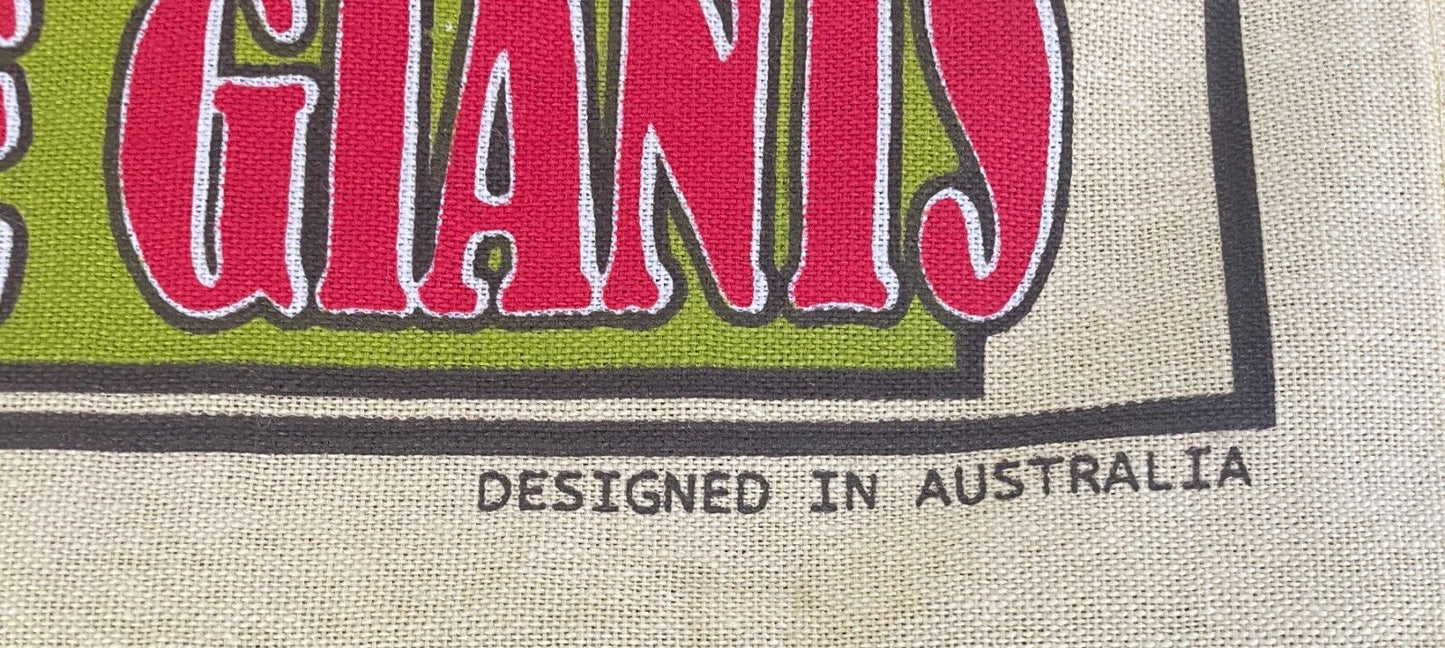 GIANTS
DESIGNED IN AUSTRALIA